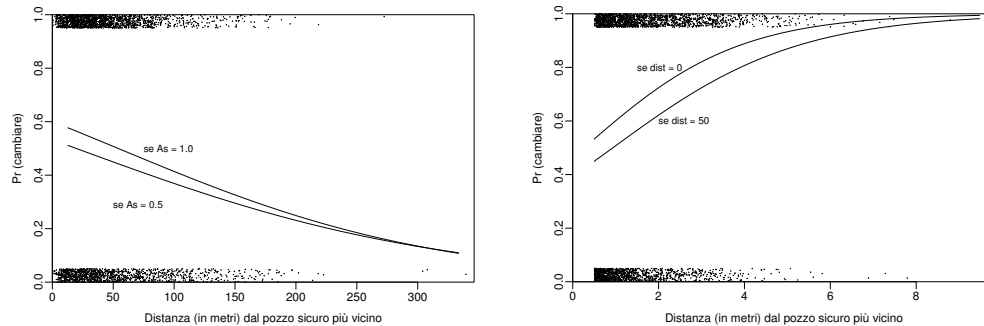 Pr (cambiare)
1.0
0.8
0.6
0.4
0.2
0.0
se As = 1.0
se As = 0.5
0 50 100 150 200 250 300
Distanza (in metri) dal pozzo sicuro più vicino
Pr (cambiare)
1.0
0.8
0.6
0.4
0.2
0.0
se dist = 0
se dist = 50
0 2 4 6 8
Distanza (in metri) dal pozzo sicuro più vicino